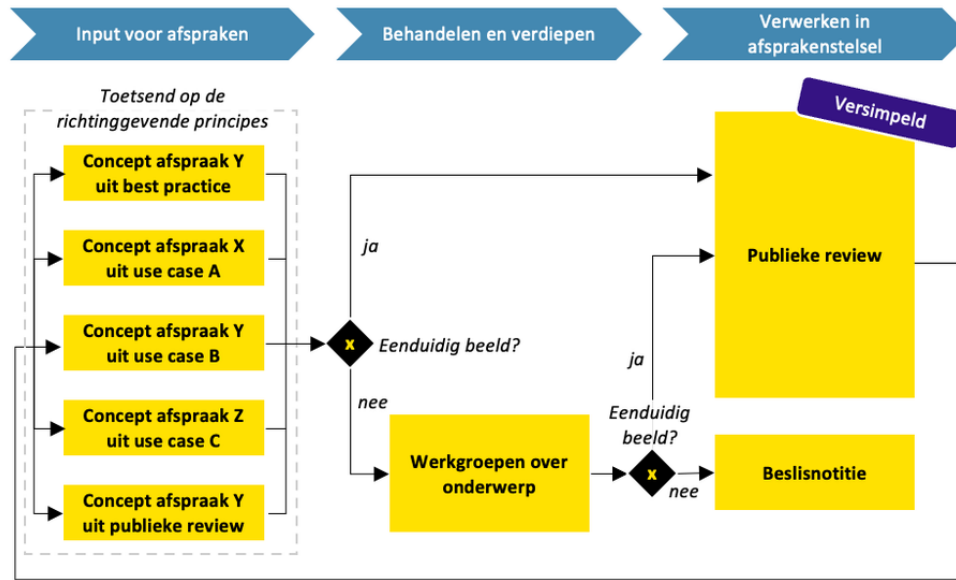 Input voor afspraken
Behandelen en verdiepen
Verwerken in
afsprakenstelsel
Toetsend op de
richtinggevende principes
Versimpeld
Concept afspraak Y
uit best practice
Concept afspraak X
uit use case A
Concept afspraak Y
uit use case B
Concept afspraak Z
uit use case C
Concept afspraak Y
uit publieke review
ja
x
Eenduidig beeld?
nee
Werkgroepen over
onderwerp
ja
Eenduidig
beeld?
x
nee
Publieke review
Beslisnotitie